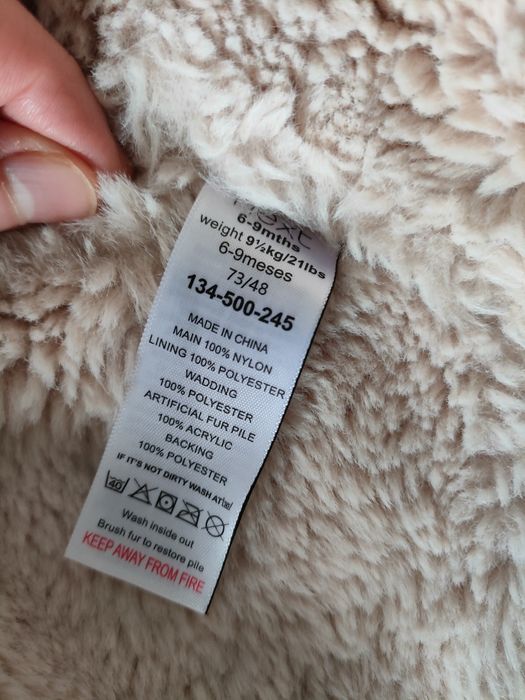 next
6-9mths
weight 9½kg/21lbs
6-9meses
73/48
134-500-245
MADE IN CHINA
MAIN 100% NYLON
LINING 100% POLYESTER
WADDING
100% POLYESTER
ARTIFICIAL FUR PILE
100% ACRYLIC
BACKING
100% POLYESTER
IF IT'S NOT DIRTY WASH AT 30
40
Wash inside out
Brush fur to restore pile
KEEP AWAY FROM FIRE